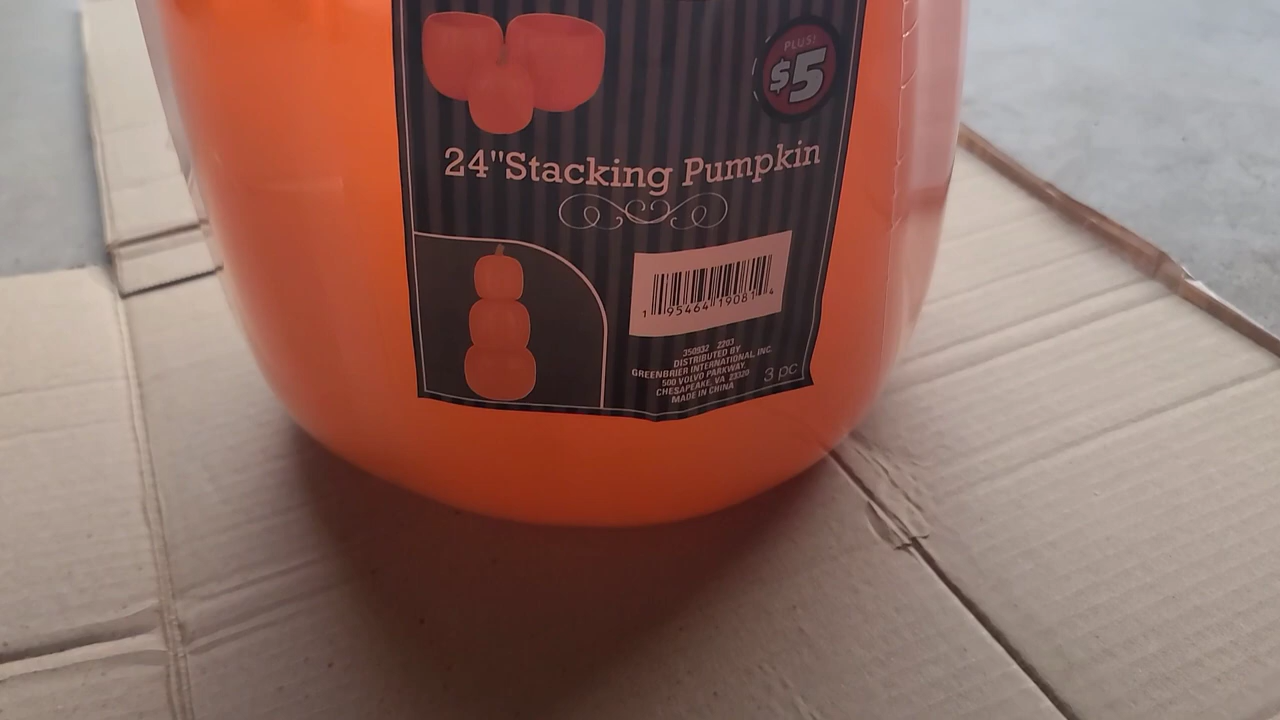 PLUS!
$5
24"Stacking Pumpkin
1 95464 19081 4
350932 2203
DISTRIBUTED BY
GREENBRIER INTERNATIONAL, INC.
500 VOLVO PARKWAY
CHESAPEAKE, VA 23320
MADE IN CHINA
3 pc